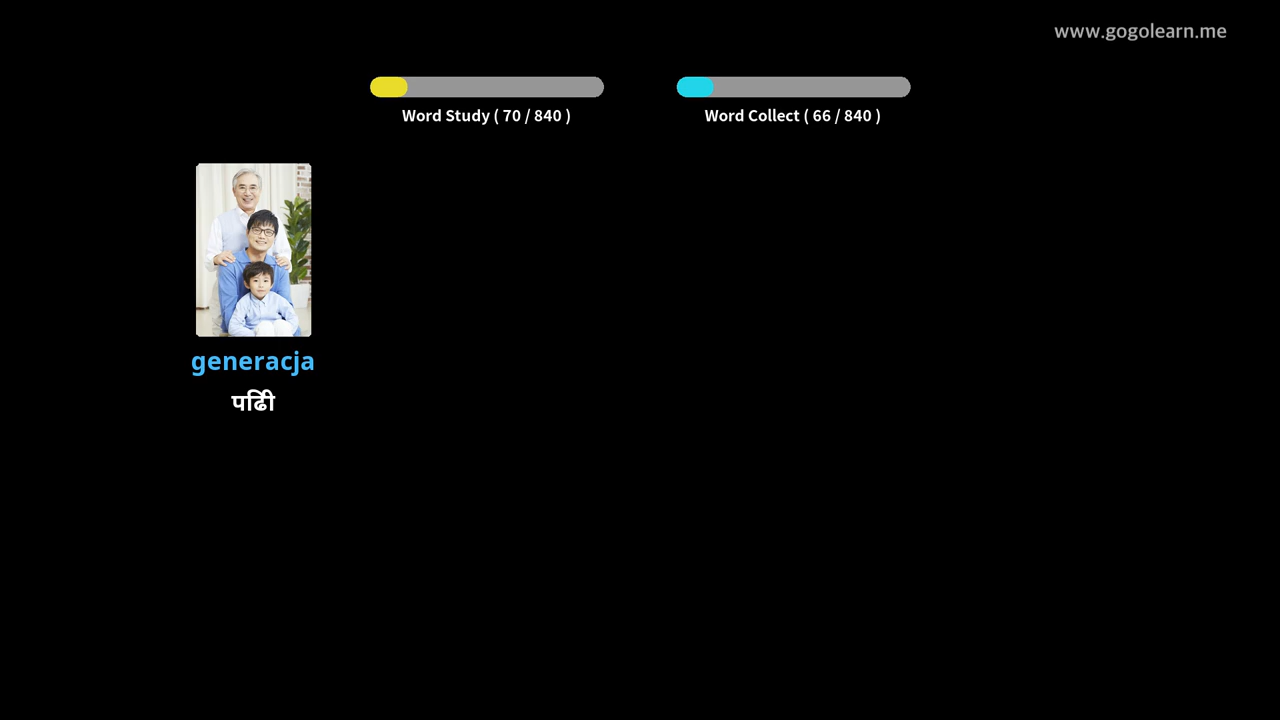 www.gogolearn.me
Word Study ( 70 / 840 )
Word Collect ( 66 / 840 )
generacja
पढिी